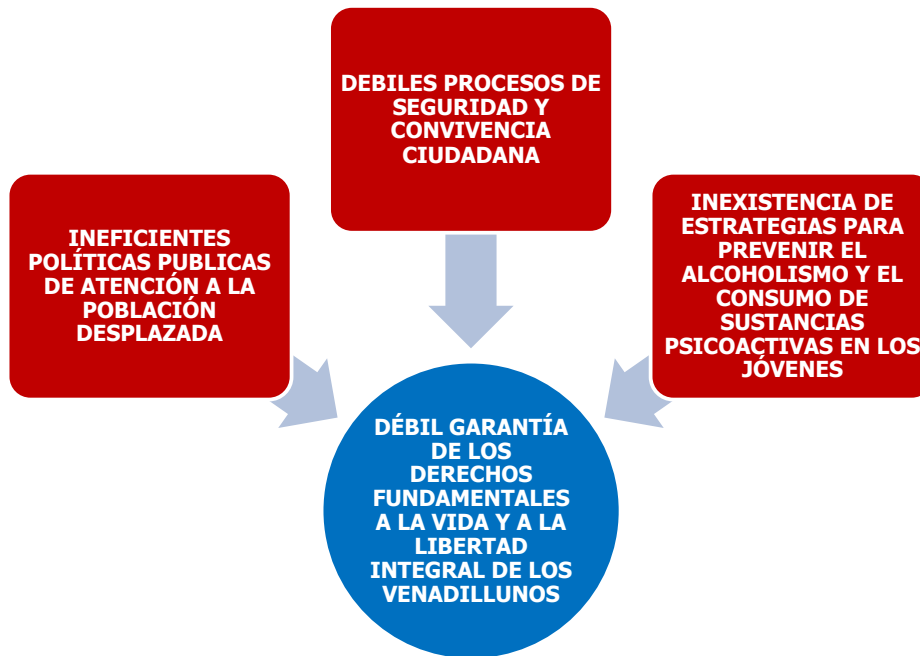 DEBILES PROCESOS DE
SEGURIDAD Y
CONVIVENCIA
CIUDADANA
INEFICIENTES
POLÍTICAS PUBLICAS
DE ATENCIÓN A LA
POBLACIÓN
DESPLAZADA
INEXISTENCIA DE
ESTRATEGIAS PARA
PREVENIR EL
ALCOHOLISMO Y EL
CONSUMO DE
SUSTANCIAS
PSICOACTIVAS EN LOS
JÓVENES
DÉBIL GARANTÍA
DE LOS
DERECHOS
FUNDAMENTALES
A LA VIDA Y A LA
LIBERTAD
INTEGRAL DE LOS
VENADILLUNOS